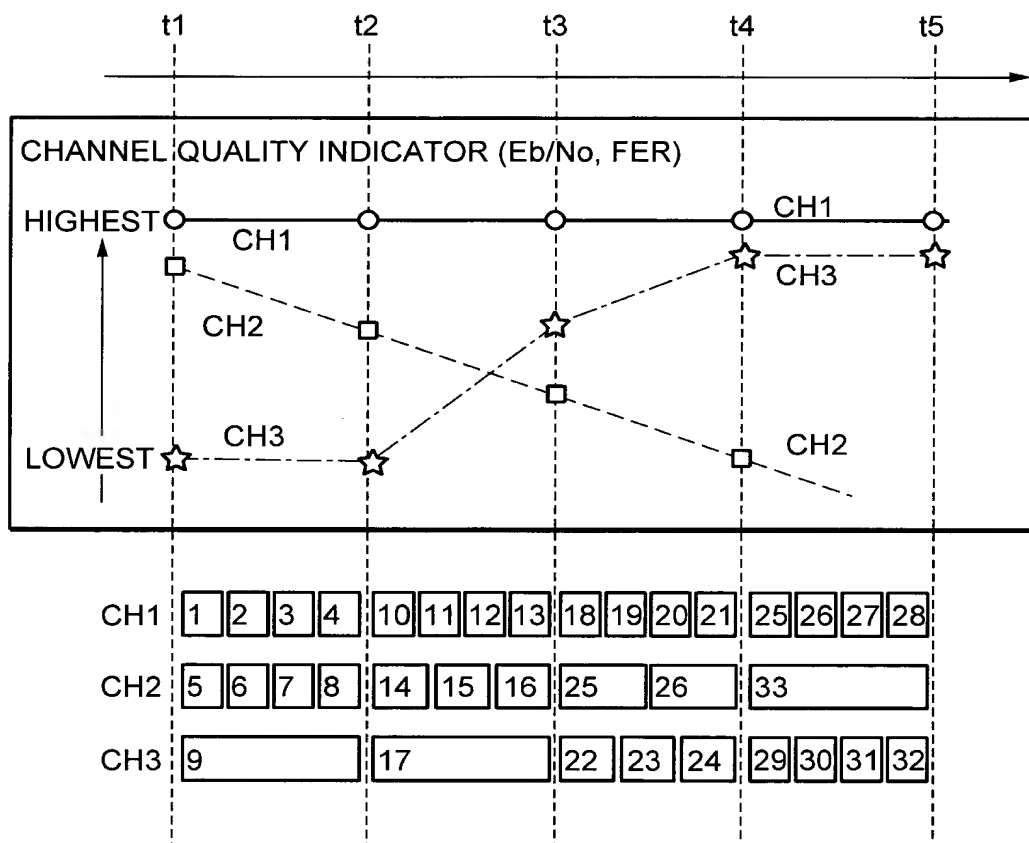 t1 t2 t3 t4 t5
CHANNEL QUALITY INDICATOR (Eb/No, FER)
HIGHEST
CH1
CH1
CH3
CH2
CH3
CH2
LOWEST
CH1 1 2 3 4 10 11 12 13 18 19 20 21 25 26 27 28
CH2 5 6 7 8 14 15 16 25 26 33
CH3 9 17 22 23 24 29 30 31 32